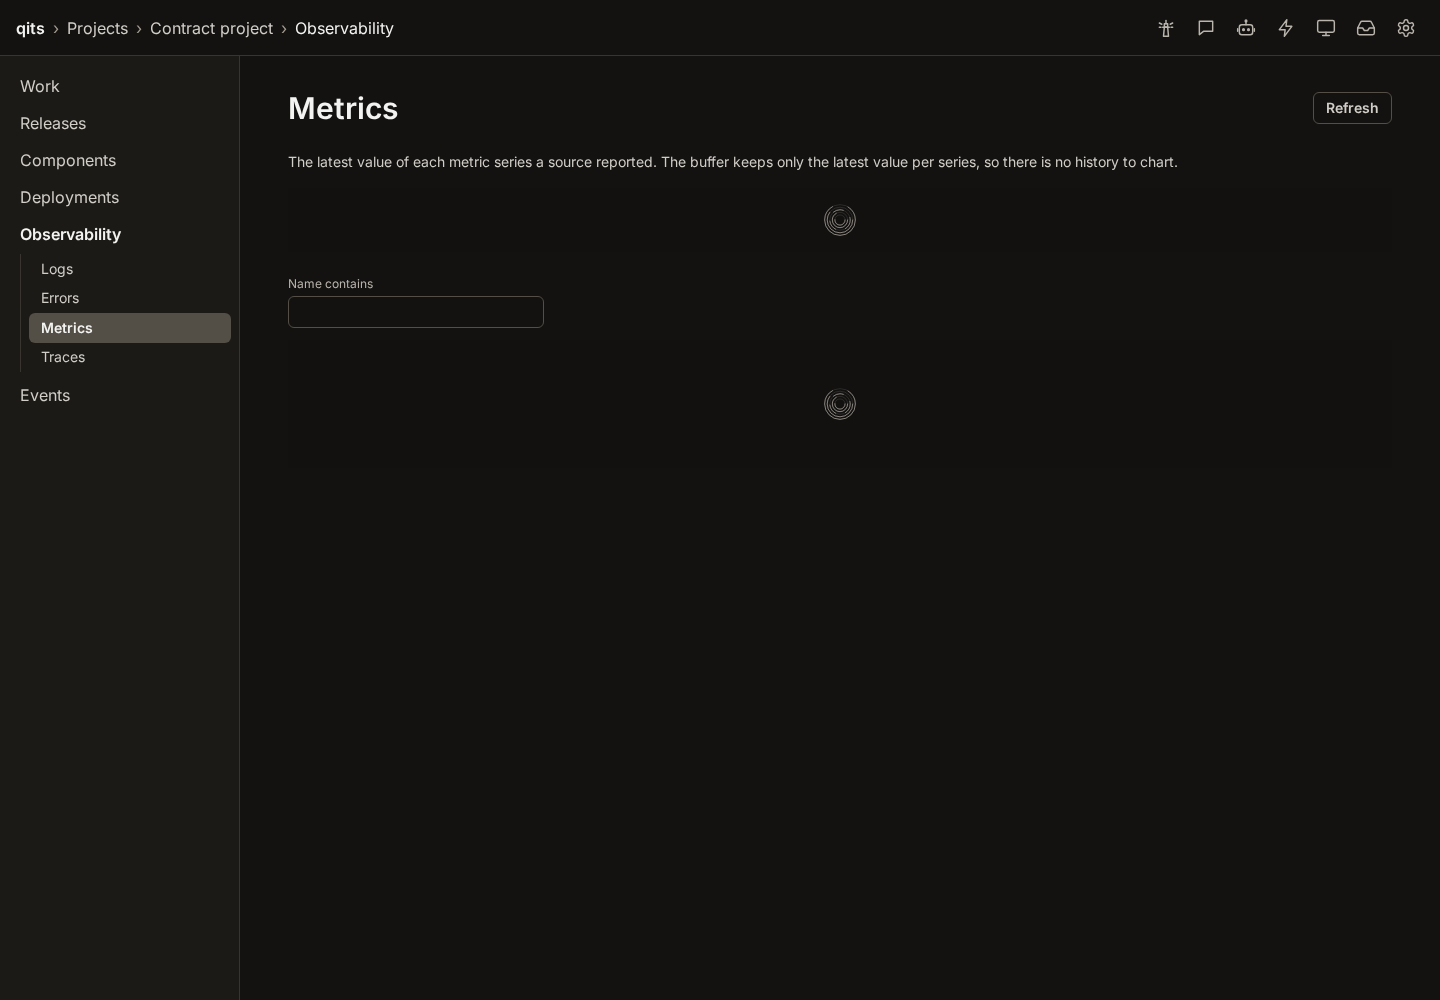 qits › Projects › Contract project › Observability
Work
Releases
Components
Deployments
Observability
Logs
Errors
Metrics
Traces
Events
Metrics
Refresh
The latest value of each metric series a source reported. The buffer keeps only the latest value per series, so there is no history to chart.
Name contains